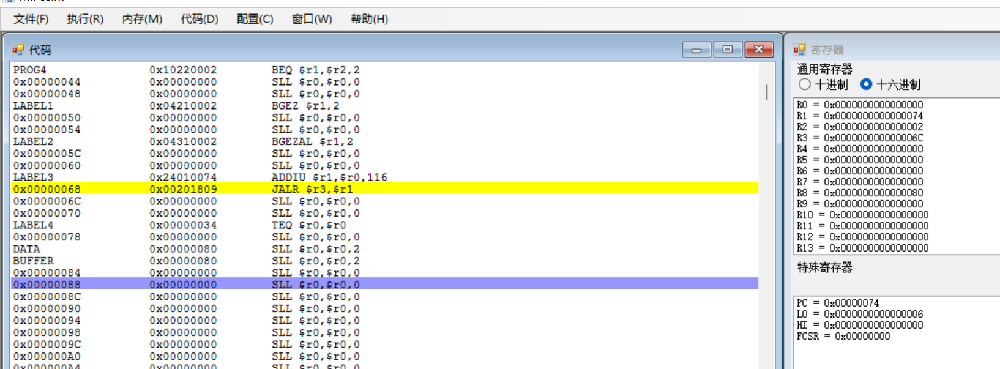 文件(F) 执行(R) 内存(M) 代码(D) 配置(C) 窗口(W) 帮助(H)
代码
PROG4 0x10220002 BEQ $r1,$r2,2
0x00000044 0x00000000 SLL $r0,$r0,0
0x00000048 0x00000000 SLL $r0,$r0,0
LABEL1 0x04210002 BGEZ $r1,2
0x00000050 0x00000000 SLL $r0,$r0,0
0x00000054 0x00000000 SLL $r0,$r0,0
LABEL2 0x04310002 BGEZAL $r1,2
0x0000005C 0x00000000 SLL $r0,$r0,0
0x00000060 0x00000000 SLL $r0,$r0,0
LABEL3 0x24010074 ADDIU $r1,$r0,116
0x00000068 0x00201809 JALR $r3,$r1
0x0000006C 0x00000000 SLL $r0,$r0,0
0x00000070 0x00000000 SLL $r0,$r0,0
LABEL4 0x00000034 TEQ $r0,$r0
0x00000078 0x00000000 SLL $r0,$r0,0
DATA 0x00000080 SLL $r0,$r0,2
BUFFER 0x00000080 SLL $r0,$r0,2
0x00000084 0x00000000 SLL $r0,$r0,0
0x00000088 0x00000000 SLL $r0,$r0,0
0x0000008C 0x00000000 SLL $r0,$r0,0
0x00000090 0x00000000 SLL $r0,$r0,0
0x00000094 0x00000000 SLL $r0,$r0,0
0x00000098 0x00000000 SLL $r0,$r0,0
0x0000009C 0x00000000 SLL $r0,$r0,0
0x000000A0 0x00000000 SLL $r0,$r0,0
0x000000A4 0x00000000 SLL $r0,$r0,0
寄存器
通用寄存器
十进制 十六进制
R0 = 0x0000000000000000
R1 = 0x0000000000000074
R2 = 0x0000000000000002
R3 = 0x000000000000006C
R4 = 0x0000000000000000
R5 = 0x0000000000000000
R6 = 0x0000000000000000
R7 = 0x0000000000000000
R8 = 0x0000000000000080
R9 = 0x0000000000000000
R10 = 0x0000000000000000
R11 = 0x0000000000000000
R12 = 0x0000000000000000
R13 = 0x0000000000000000
特殊寄存器
PC = 0x00000074
LO = 0x0000000000000006
HI = 0x0000000000000000
FCSR = 0x00000000